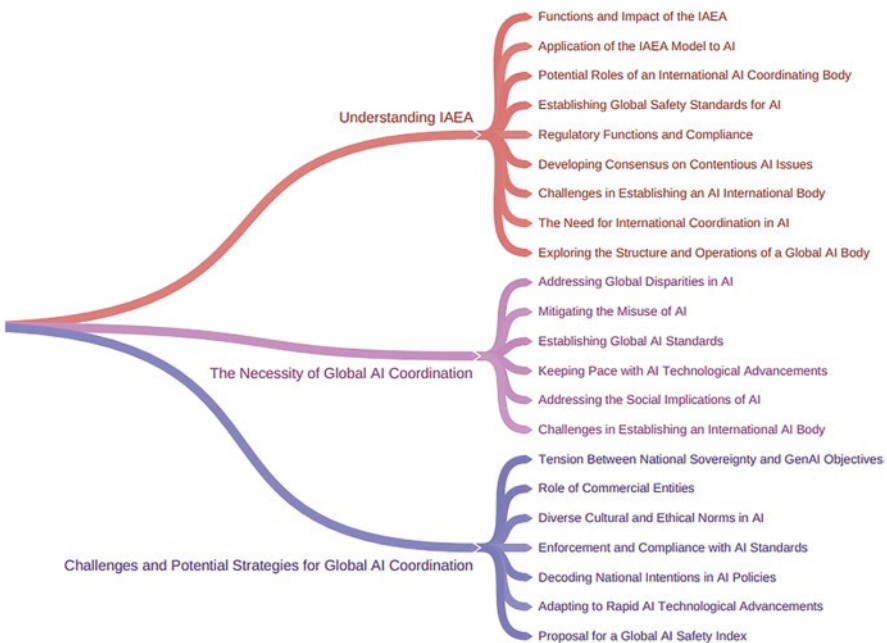 Understanding IAEA
Functions and Impact of the IAEA
Application of the IAEA Model to AI
Potential Roles of an International AI Coordinating Body
Establishing Global Safety Standards for AI
Regulatory Functions and Compliance
Developing Consensus on Contentious AI Issues
Challenges in Establishing an AI International Body
The Need for International Coordination in AI
Exploring the Structure and Operations of a Global AI Body
The Necessity of Global AI Coordination
Addressing Global Disparities in AI
Mitigating the Misuse of AI
Establishing Global AI Standards
Keeping Pace with AI Technological Advancements
Addressing the Social Implications of AI
Challenges in Establishing an International AI Body
Challenges and Potential Strategies for Global AI Coordination
Tension Between National Sovereignty and GenAI Objectives
Role of Commercial Entities
Diverse Cultural and Ethical Norms in AI
Enforcement and Compliance with AI Standards
Decoding National Intentions in AI Policies
Adapting to Rapid AI Technological Advancements
Proposal for a Global AI Safety Index